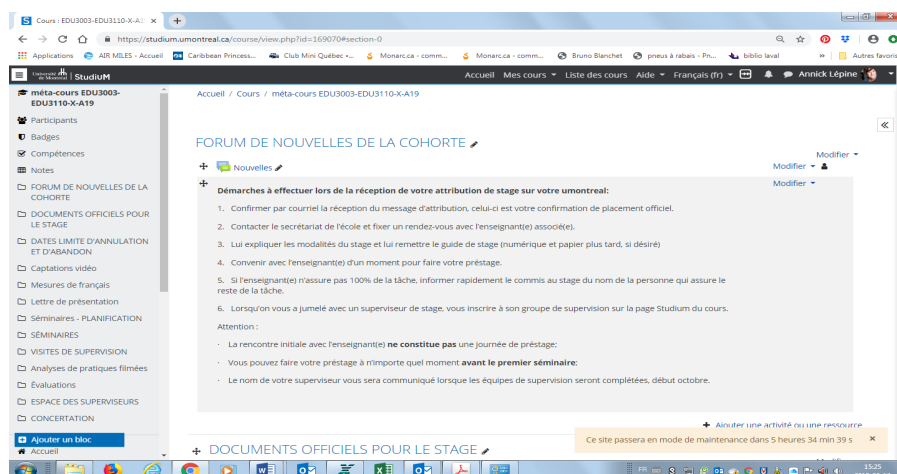 Cours : EDU3003-EDU3110-X-A1
https://studium.umontreal.ca/course/view.php?id=169070#section-0
Applications AIR MILES - Accueil Caribbean Princess... Club Mini Québec •... Monarc.ca - comm... Monarc.ca - comm... Bruno Blanchet pneus à rabais - Pn... biblio laval » Autres favoris
Université de Montréal | StudiuM Accueil Mes cours Liste des cours Aide Français (fr) Annick Lépine
méta-cours EDU3003-
EDU3110-X-A19
Participants
Badges
Compétences
Notes
FORUM DE NOUVELLES DE LA
COHORTE
DOCUMENTS OFFICIELS POUR
LE STAGE
DATES LIMITE D'ANNULATION
ET D'ABANDON
Captations vidéo
Mesures de français
Lettre de présentation
Séminaires - PLANIFICATION
SÉMINAIRES
VISITES DE SUPERVISION
Analyses de pratiques filmées
Évaluations
ESPACE DES SUPERVISEURS
CONCERTATION
Ajouter un bloc
Accueil
Accueil / Cours / méta-cours EDU3003-EDU3110-X-A19
FORUM DE NOUVELLES DE LA COHORTE
Modifier
Nouvelles Modifier
Modifier
Démarches à effectuer lors de la réception de votre attribution de stage sur votre umontreal:
1. Confirmer par courriel la réception du message d'attribution, celui-ci est votre confirmation de placement officiel.
2. Contacter le secrétariat de l'école et fixer un rendez-vous avec l'enseignant(e) associé(e).
3. Lui expliquer les modalités du stage et lui remettre le guide de stage (numérique et papier plus tard, si désiré)
4. Convenir avec l'enseignant(e) d'un moment pour faire votre préstage.
5. Si l'enseignant(e) n'assure pas 100% de la tâche, informer rapidement le commis au stage du nom de la personne qui assure le
reste de la tâche.
6. Lorsqu'on vous a jumelé avec un superviseur de stage, vous inscrire à son groupe de supervision sur la page Studium du cours.
Attention :
· La rencontre initiale avec l'enseignant(e) ne constitue pas une journée de préstage;
· Vous pouvez faire votre préstage à n'importe quel moment avant le premier séminaire;
· Le nom de votre superviseur vous sera communiqué lorsque les équipes de supervision seront complétées, début octobre.
Ajouter une activité ou une ressource
DOCUMENTS OFFICIELS POUR LE STAGE
Ce site passera en mode de maintenance dans 5 heures 34 min 39 s ×
FR
15:25